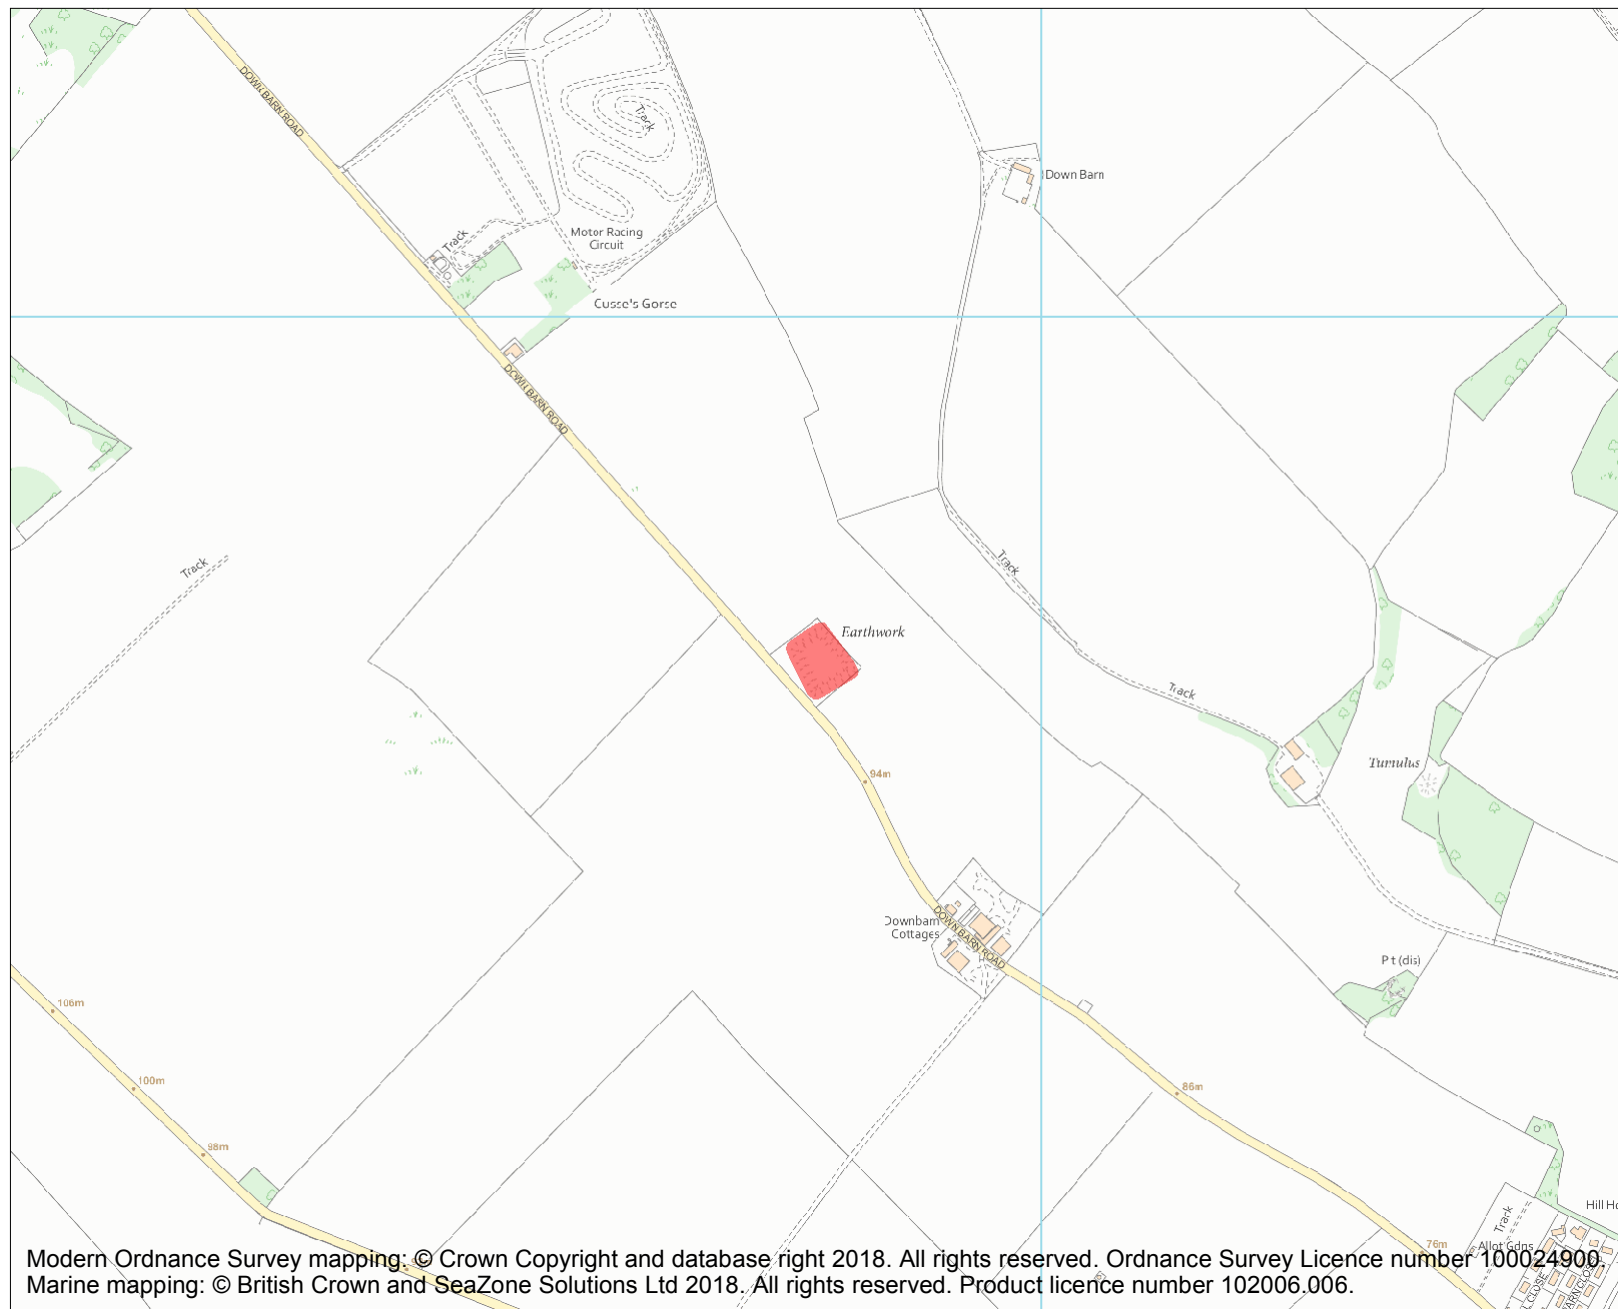 DOWN BARN ROAD
Track
Down Barn
Track
Motor Racing
Circuit
Cusse's Gorse
DOWN BARN ROAD
Track
Track
Earthwork
Track
Tumulus
94m
Downbarn
Cottages
DOWN BARN ROAD
P t (dis)
106m
100m
86m
98m
Track
Hill
76m
Allot Gdns
CLOSE
CLOSE
Modern Ordnance Survey mapping: © Crown Copyright and database right 2018. All rights reserved. Ordnance Survey Licence number 100024900.
Marine mapping: © British Crown and SeaZone Solutions Ltd 2018. All rights reserved. Product licence number 102006.006.